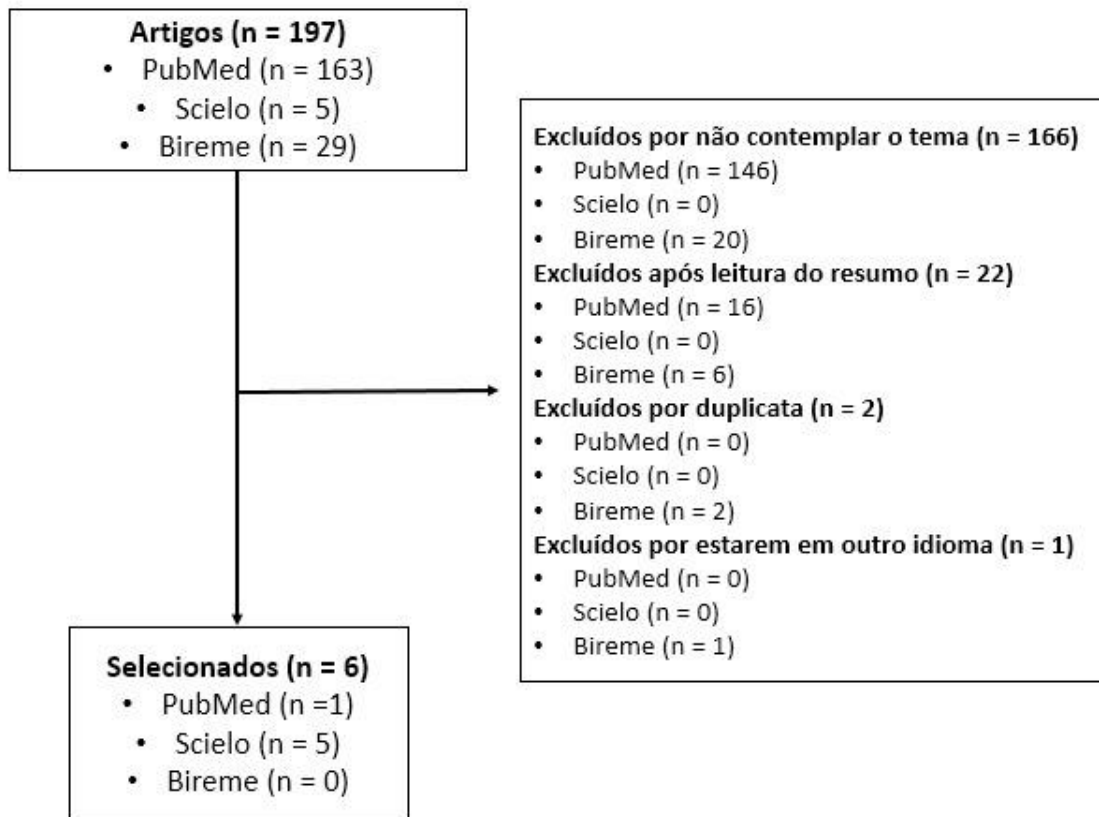 Artigos (n = 197)
• PubMed (n = 163)
• Scielo (n = 5)
• Bireme (n = 29)
Excluídos por não contemplar o tema (n = 166)
• PubMed (n = 146)
• Scielo (n = 0)
• Bireme (n = 20)
Excluídos após leitura do resumo (n = 22)
• PubMed (n = 16)
• Scielo (n = 0)
• Bireme (n = 6)
Excluídos por duplicata (n = 2)
• PubMed (n = 0)
• Scielo (n = 0)
• Bireme (n = 2)
Excluídos por estarem em outro idioma (n = 1)
• PubMed (n = 0)
• Scielo (n = 0)
• Bireme (n = 1)
Selecionados (n = 6)
• PubMed (n =1)
• Scielo (n = 5)
• Bireme (n = 0)